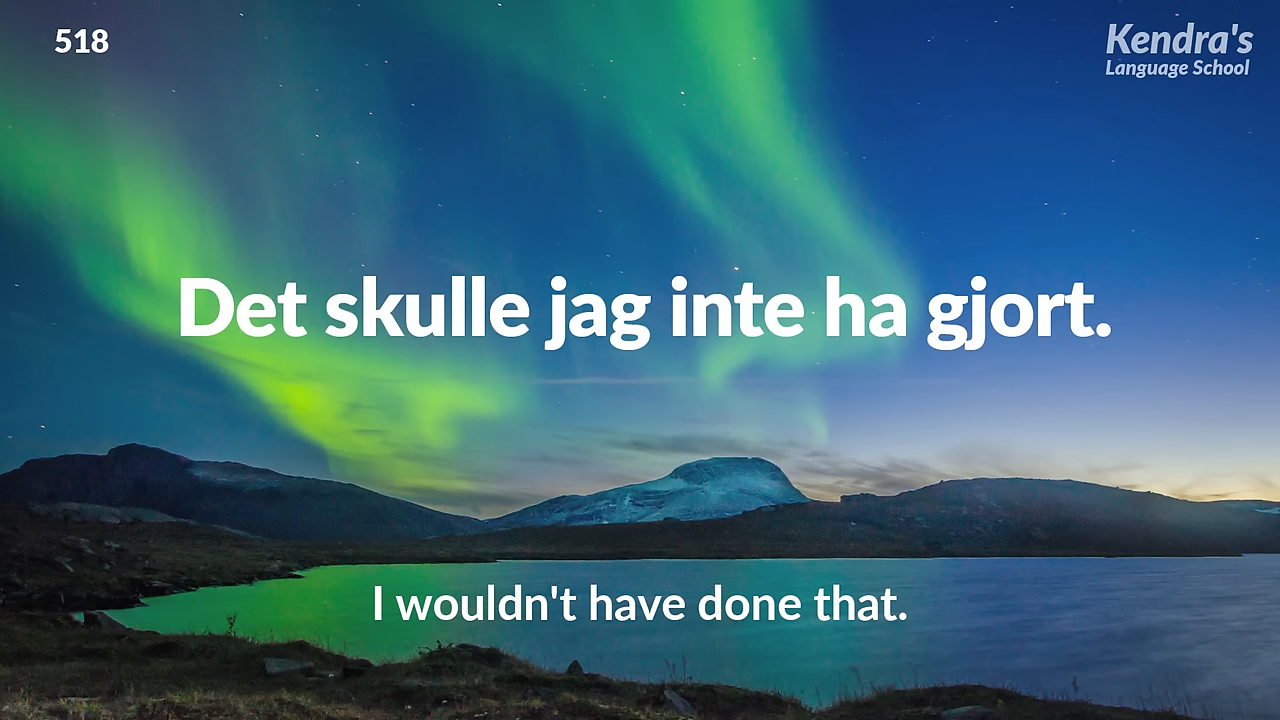 518
Kendra's
Language School
Det skulle jag inte ha gjort.
I wouldn't have done that.